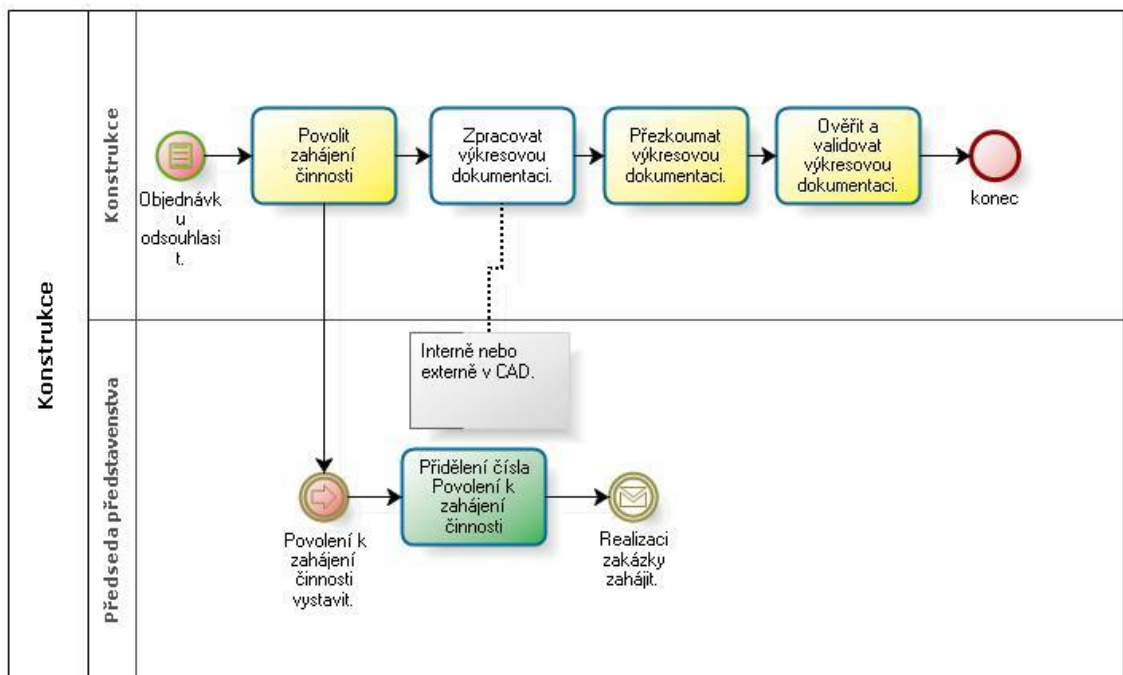 Konstrukce
Konstrukce
Objednávk
u
odsouhlasi
t.
Povolit
zahájení
činnosti
Zpracovat
výkresovou
dokumentaci.
Přezkoumat
výkresovou
dokumentaci.
Ověřit a
validovat
výkresovou
dokumentaci.
konec
Předseda představenstva
Interně nebo
externě v CAD.
Povolení k
zahájení
činnosti
vystavit.
Přidělení čísla
Povolení k
zahájení
činnosti
Realizaci
zakázky
zahájit.